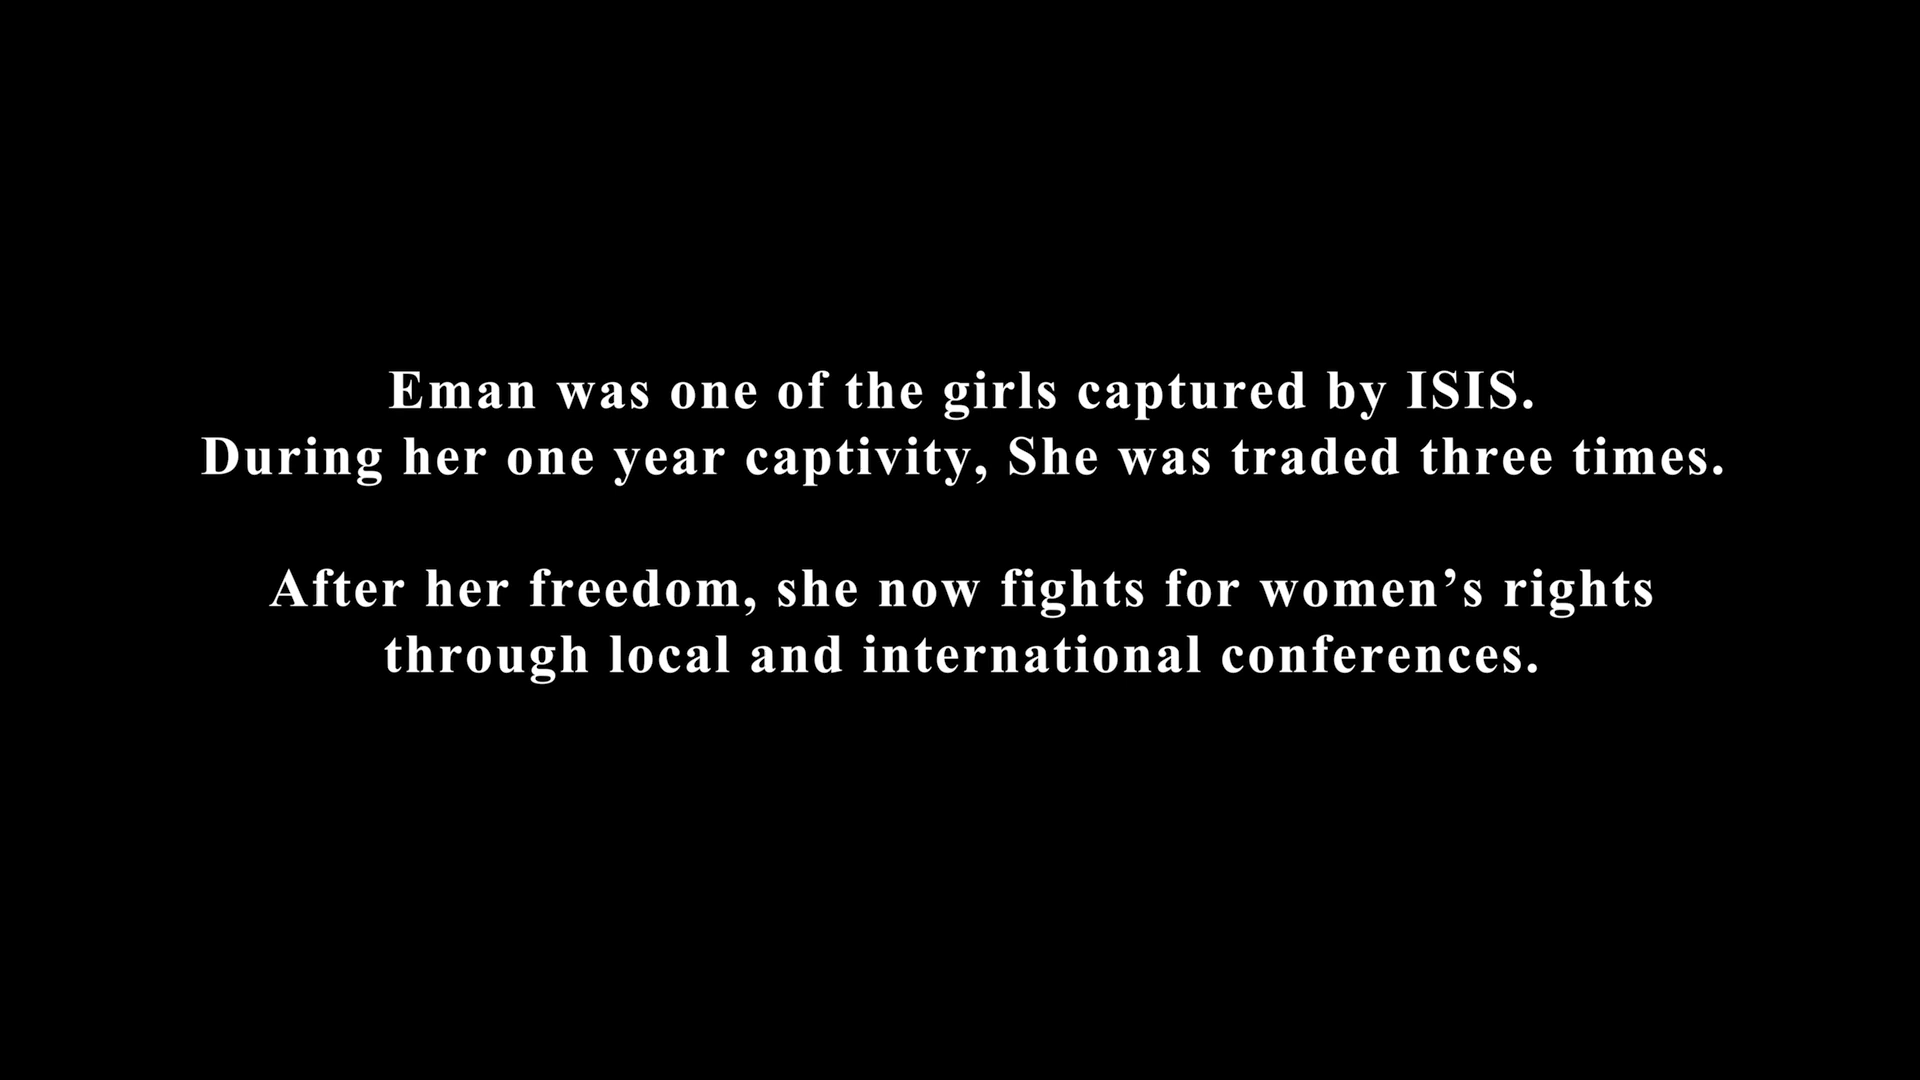 Eman was one of the girls captured by ISIS.
During her one year captivity, She was traded three times.
After her freedom, she now fights for women’s rights
through local and international conferences.